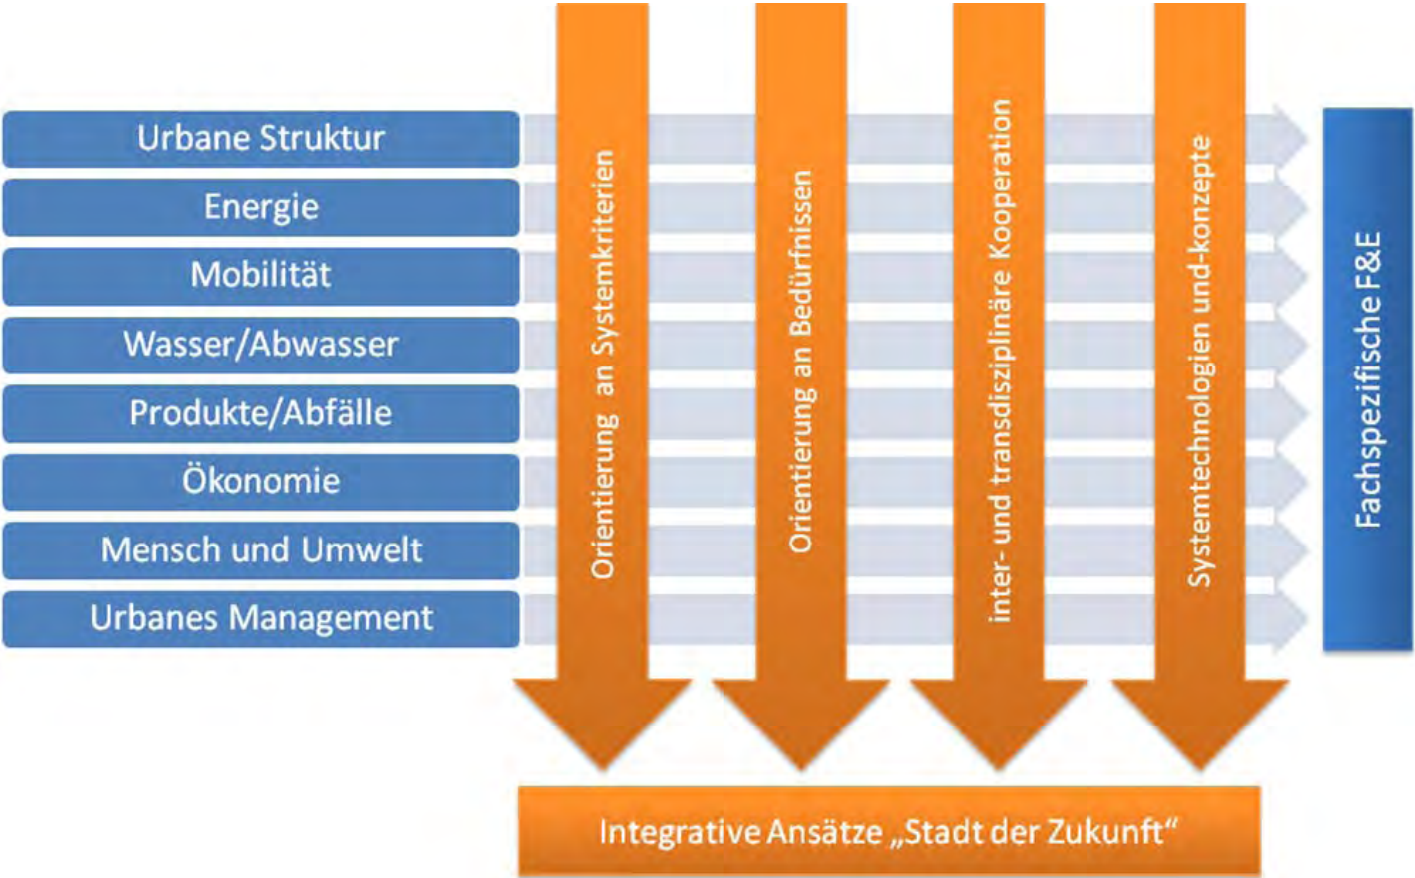 Urbane Struktur
Energie
Mobilität
Wasser/Abwasser
Produkte/Abfälle
Ökonomie
Mensch und Umwelt
Urbanes Management
Orientierung an Systemkriterien
Orientierung an Bedürfnissen
inter- und transdisziplinäre Kooperation
Systemtechnologien und-konzepte
Fachspezifische F&E
Integrative Ansätze „Stadt der Zukunft“